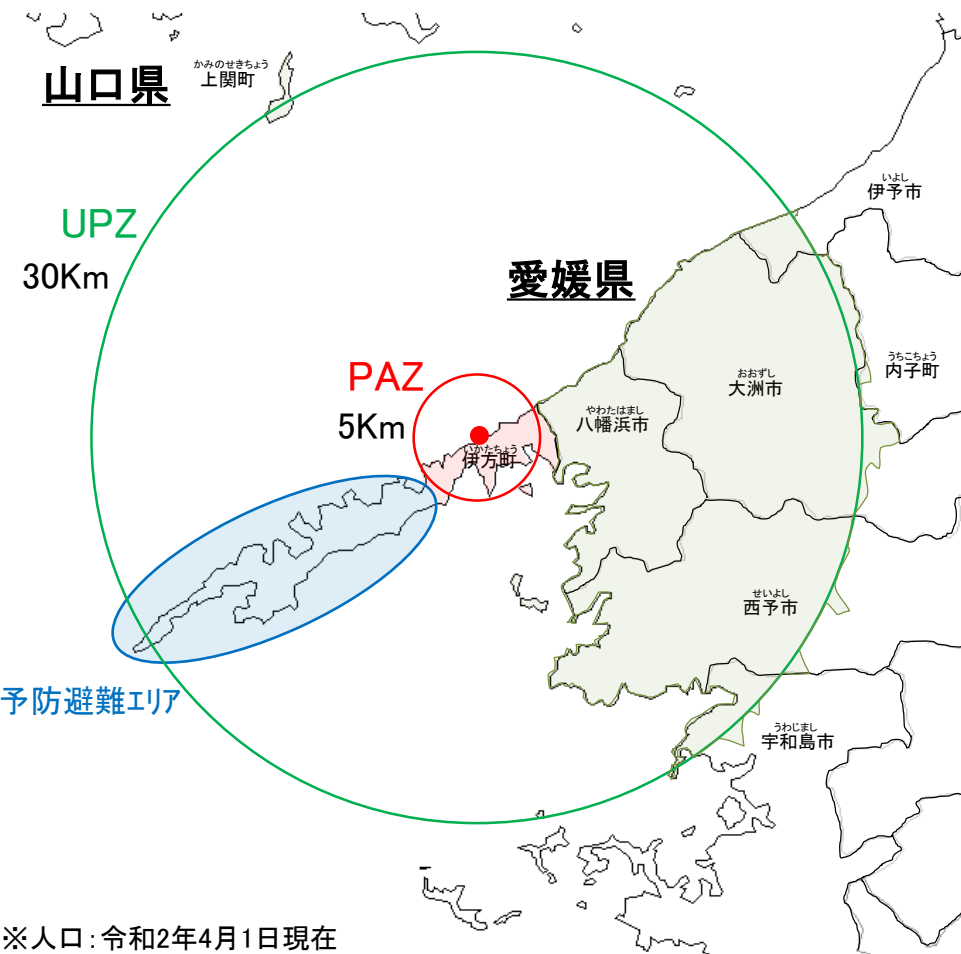 かみのせきちょう
上関町
山口県
いよし
伊予市
UPZ
30Km
愛媛県
うちこちょう
内子町
PAZ
5Km
おおずし
大洲市
やわたはまし
八幡浜市
いかたちょう
伊方町
せいよし
西予市
予防避難エリア
うわじまし
宇和島市
※人口:令和2年4月1日現在